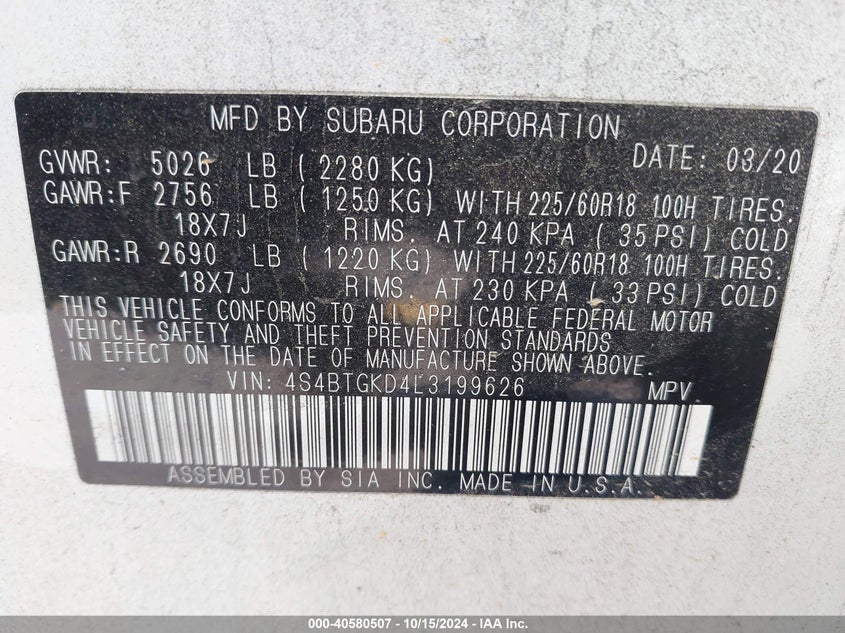 MFD BY SUBARU CORPORATION
DATE: 03/20
GVWR: 5026 LB ( 2280 KG)
GAWR:F 2756 LB ( 1250 KG) WITH 225/60R18 100H TIRES.
18X7J RIMS. AT 240 KPA ( 35 PSI) COLD
GAWR:R 2690 LB ( 1220 KG) WITH 225/60R18 100H TIRES.
18X7J RIMS. AT 230 KPA ( 33 PSI) COLD
THIS VEHICLE CONFORMS TO ALL APPLICABLE FEDERAL MOTOR
VEHICLE SAFETY AND THEFT PREVENTION STANDARDS
IN EFFECT ON THE DATE OF MANUFACTURE SHOWN ABOVE.
VIN: 4S4BTGKD4L3199626 MPV
ASSEMBLED BY SIA INC. MADE IN U.S.A.
000-40580507 - 10/15/2024 - IAA Inc.